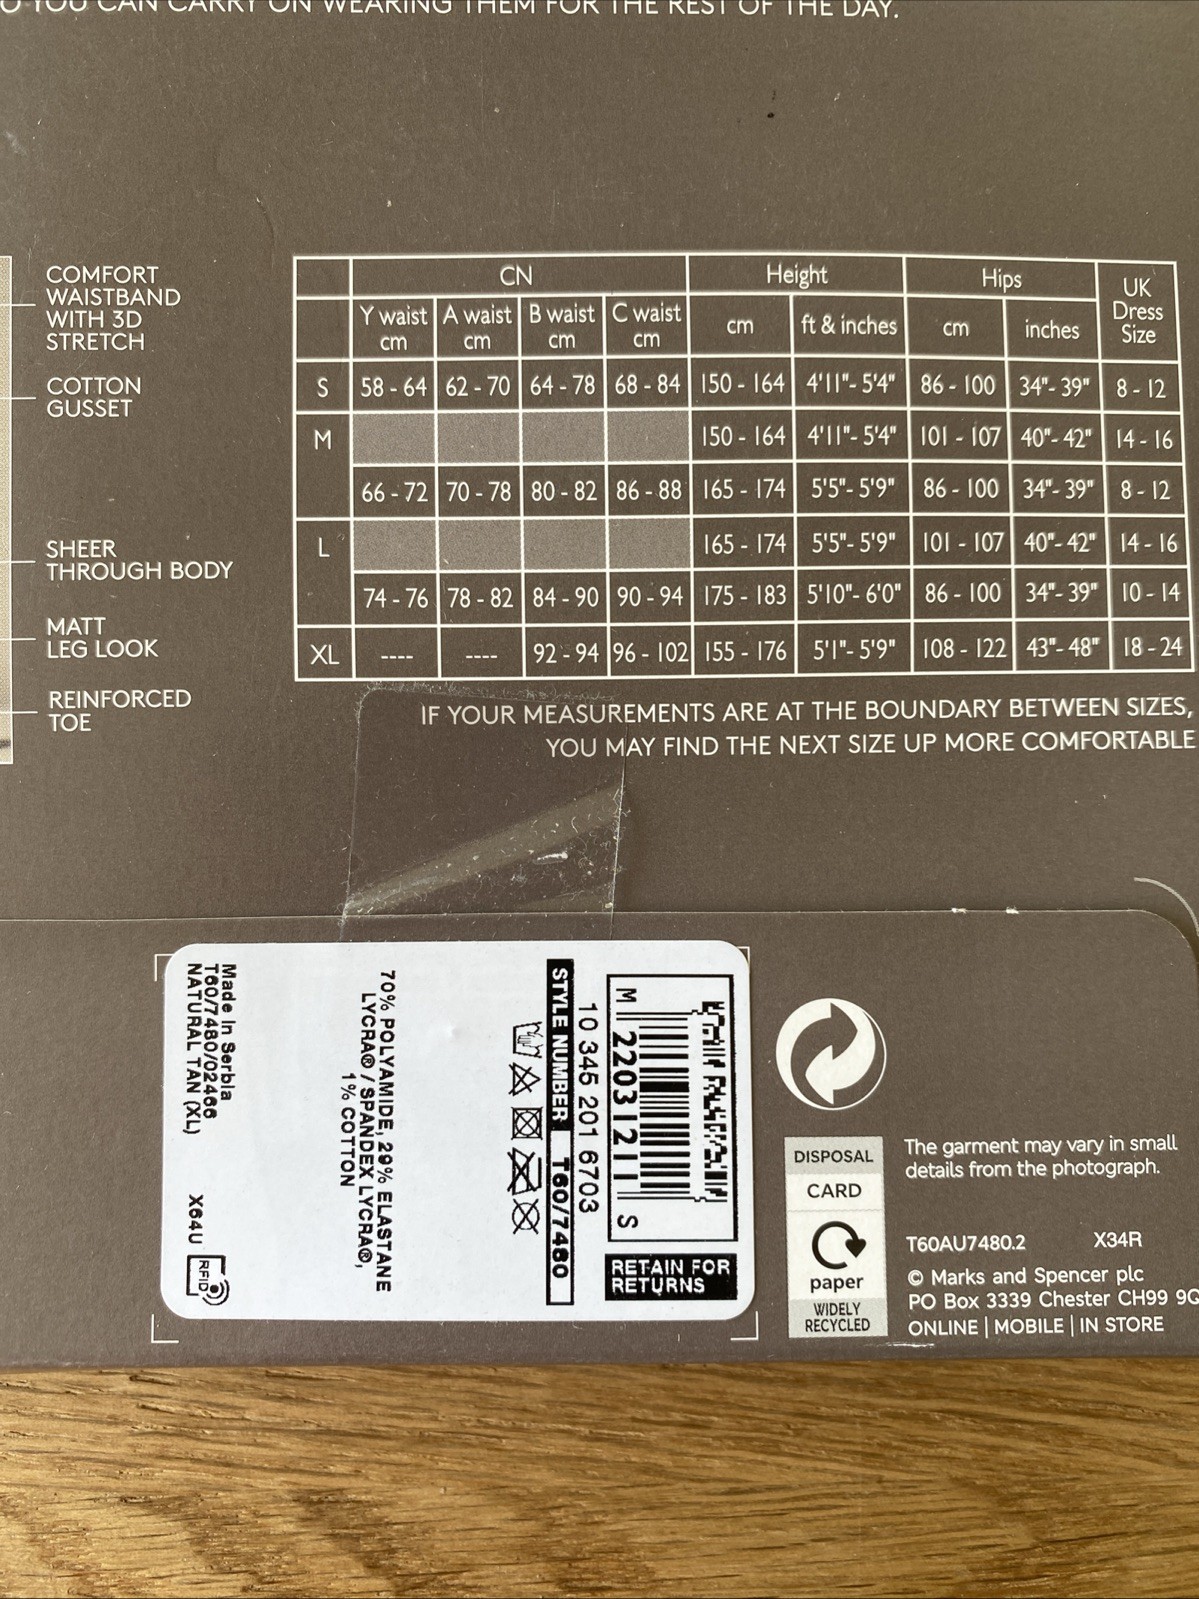 O YOU CAN CARRY ON WEARING THEM FOR THE REST OF THE DAY.
COMFORT
WAISTBAND
WITH 3D
STRETCH
COTTON
GUSSET
SHEER
THROUGH BODY
MATT
LEG LOOK
REINFORCED
TOE
CN Height Hips UK Dress Size
Y waist cm A waist cm B waist cm C waist cm cm ft & inches cm inches
S 58 - 64 62 - 70 64 - 78 68 - 84 150 - 164 4'11"- 5'4" 86 - 100 34"- 39" 8 - 12
M 150 - 164 4'11"- 5'4" 101 - 107 40"- 42" 14 - 16
66 - 72 70 - 78 80 - 82 86 - 88 165 - 174 5'5"- 5'9" 86 - 100 34"- 39" 8 - 12
L 165 - 174 5'5"- 5'9" 101 - 107 40"- 42" 14 - 16
74 - 76 78 - 82 84 - 90 90 - 94 175 - 183 5'10"- 6'0" 86 - 100 34"- 39" 10 - 14
XL ---- ---- 92 - 94 96 - 102 155 - 176 5'1"- 5'9" 108 - 122 43"- 48" 18 - 24
IF YOUR MEASUREMENTS ARE AT THE BOUNDARY BETWEEN SIZES,
YOU MAY FIND THE NEXT SIZE UP MORE COMFORTABLE
M 22031211 S
RETAIN FOR
RETURNS
10 345 201 6703
STYLE NUMBER T60/7480
70% POLYAMIDE, 29% ELASTANE
LYCRA® / SPANDEX LYCRA®,
1% COTTON
Made In Serbia
T60/7480/02466
NATURAL TAN (XL) X64U
RFID
DISPOSAL
CARD
paper
WIDELY
RECYCLED
The garment may vary in small
details from the photograph.
T60AU7480.2 X34R
© Marks and Spencer plc
PO Box 3339 Chester CH99 9Q
ONLINE | MOBILE | IN STORE